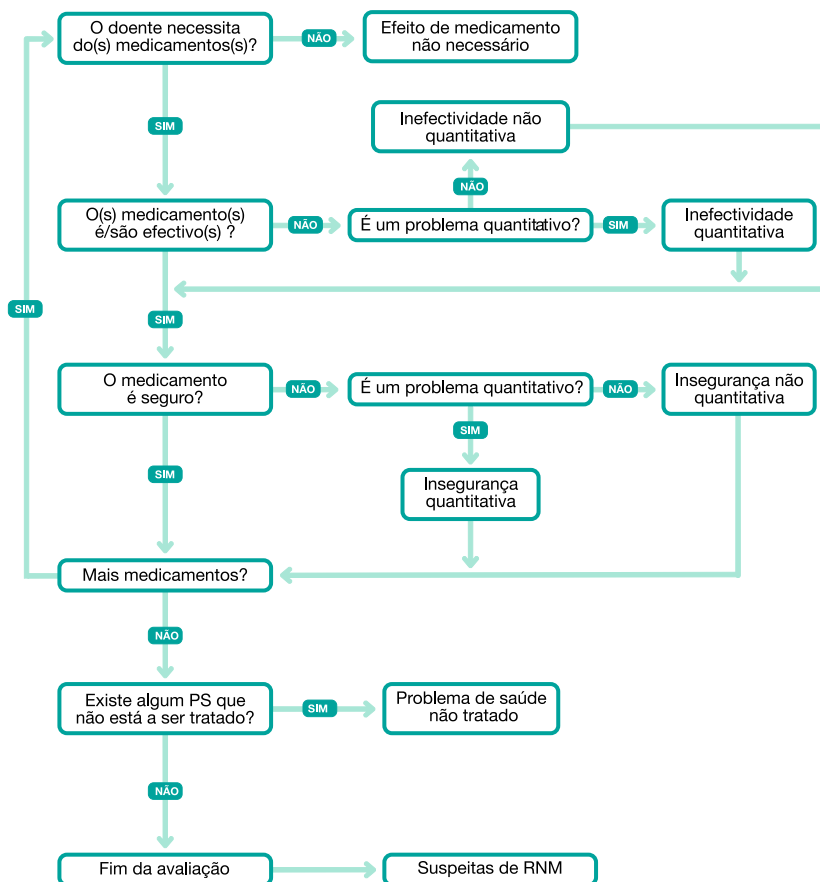 O doente necessita
do(s) medicamentos(s)?
NÃO
Efeito de medicamento
não necessário
SIM
Inefectividade não
quantitativa
NÃO
O(s) medicamento(s)
é/são efectivo(s) ?
NÃO
É um problema quantitativo?
SIM
Inefectividade
quantitativa
SIM
SIM
O medicamento
é seguro?
NÃO
É um problema quantitativo?
NÃO
Insegurança não
quantitativa
SIM
SIM
Insegurança
quantitativa
Mais medicamentos?
NÃO
Existe algum PS que
não está a ser tratado?
SIM
Problema de saúde
não tratado
NÃO
Fim da avaliação
Suspeitas de RNM